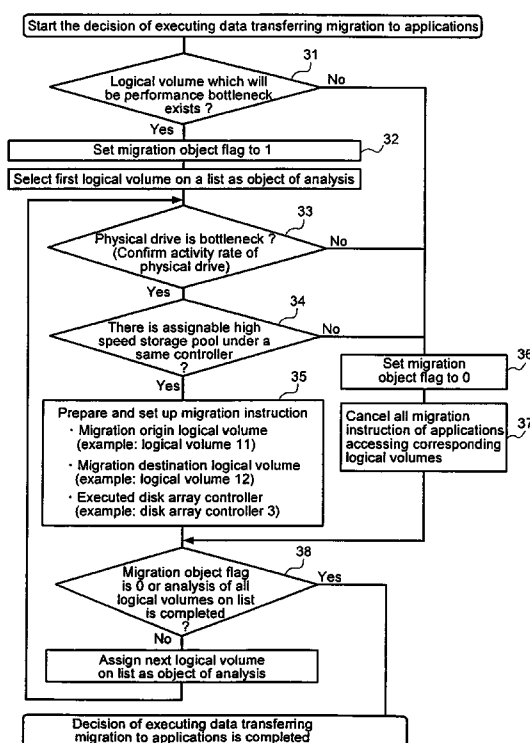 Start the decision of executing data transferring migration to applications
31
Logical volume which will
be performance bottleneck
exists ?
No
Yes
32
Set migration object flag to 1
Select first logical volume on a list as object of analysis
33
Physical drive is bottleneck ?
(Confirm activity rate of
physical drive)
No
Yes
34
There is assignable high
speed storage pool under a
same controller
?
No
Yes
35
Prepare and set up migration instruction
・ Migration origin logical volume
(example: logical volume 11)
・ Migration destination logical volume
(example: logical volume 12)
・ Executed disk array controller
(example: disk array controller 3)
36
Set migration
object flag to 0
37
Cancel all migration
instruction of applications
accessing corresponding
logical volumes
38
Migration object flag
is 0 or analysis of all
logical volumes on list
is completed
?
Yes
No
Assign next logical volume
on list as object of analysis
Decision of executing data transferring
migration to applications is completed